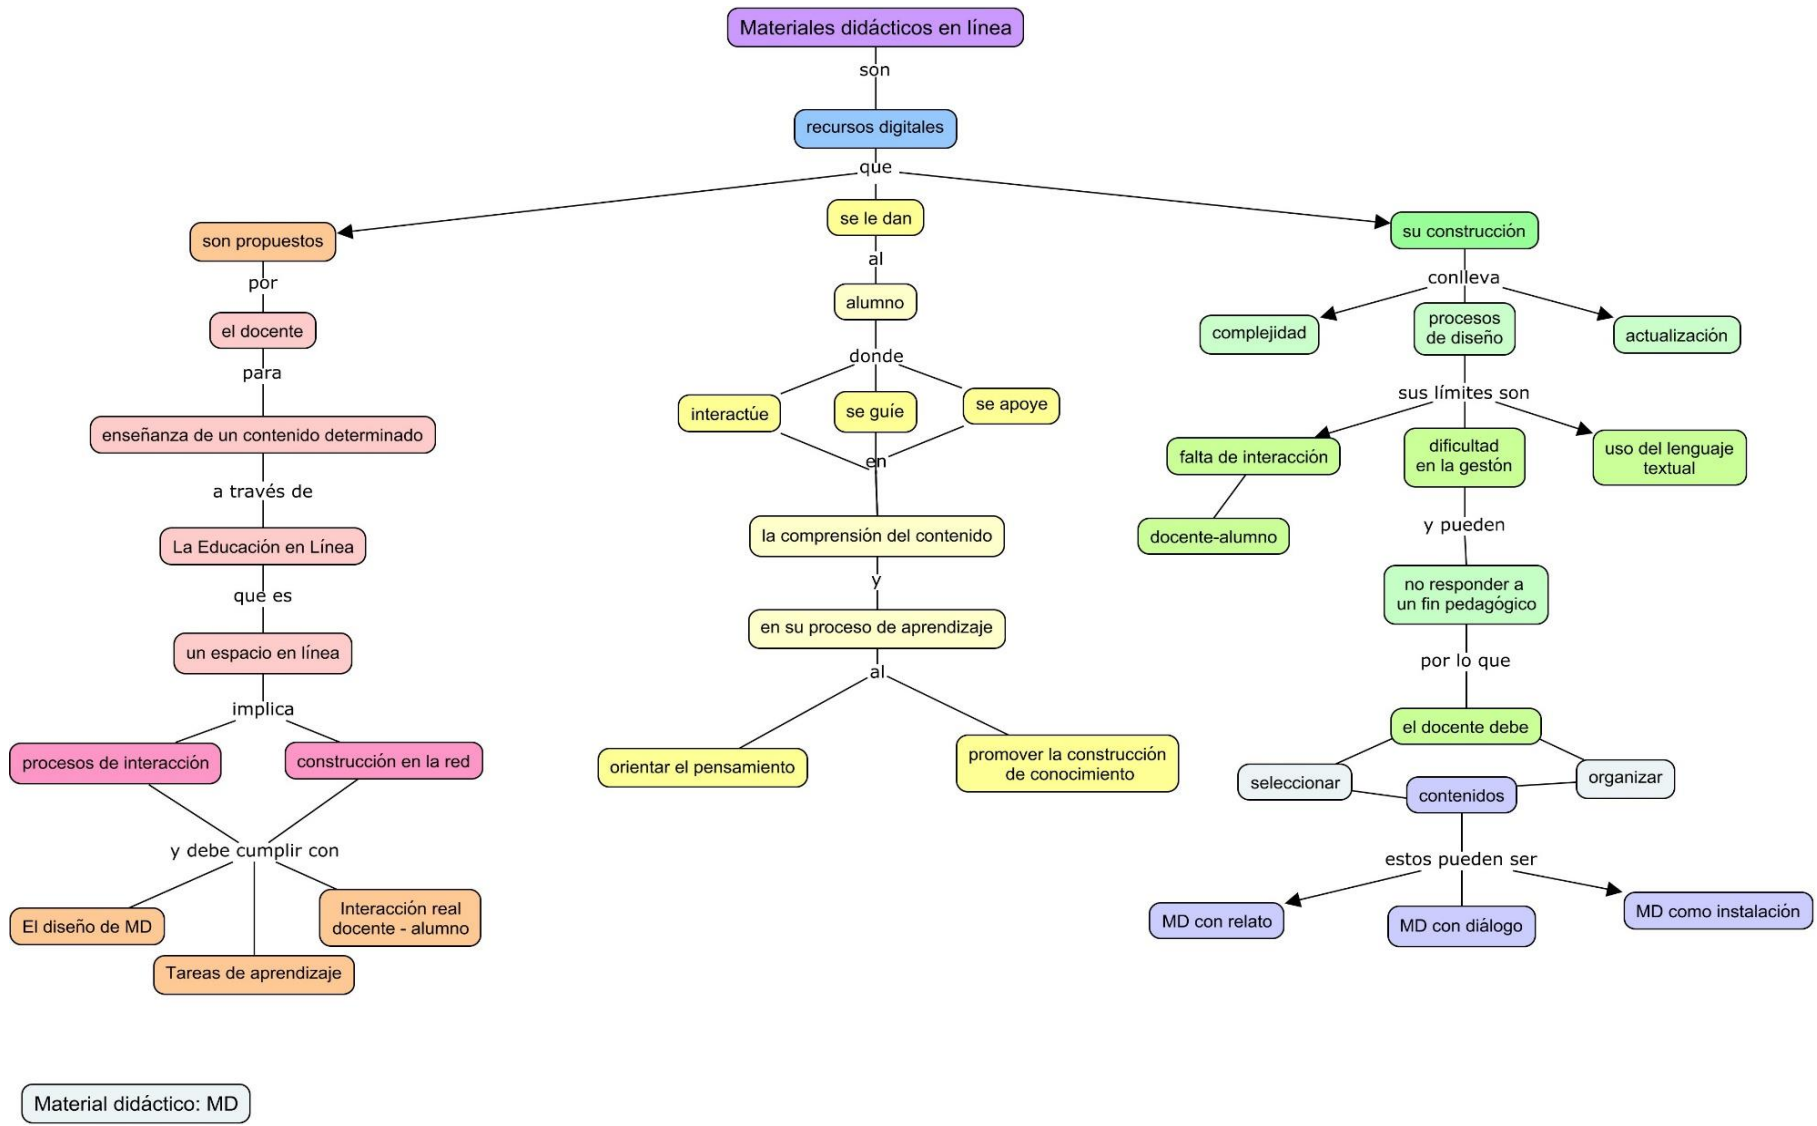 Materiales didácticos en línea
son
recursos digitales
que
son propuestos
por
el docente
para
enseñanza de un contenido determinado
a través de
La Educación en Línea
que es
un espacio en línea
implica
procesos de interacción
construcción en la red
y debe cumplir con
El diseño de MD
Tareas de aprendizaje
Interacción real
docente - alumno
se le dan
al
alumno
donde
interactúe
se guíe
se apoye
en
la comprensión del contenido
y
en su proceso de aprendizaje
al
orientar el pensamiento
promover la construcción
de conocimiento
su construcción
conlleva
complejidad
procesos
de diseño
actualización
sus límites son
falta de interacción
docente-alumno
dificultad
en la gestón
uso del lenguaje
textual
y pueden
no responder a
un fin pedagógico
por lo que
el docente debe
seleccionar
contenidos
organizar
estos pueden ser
MD con relato
MD con diálogo
MD como instalación
Material didáctico: MD